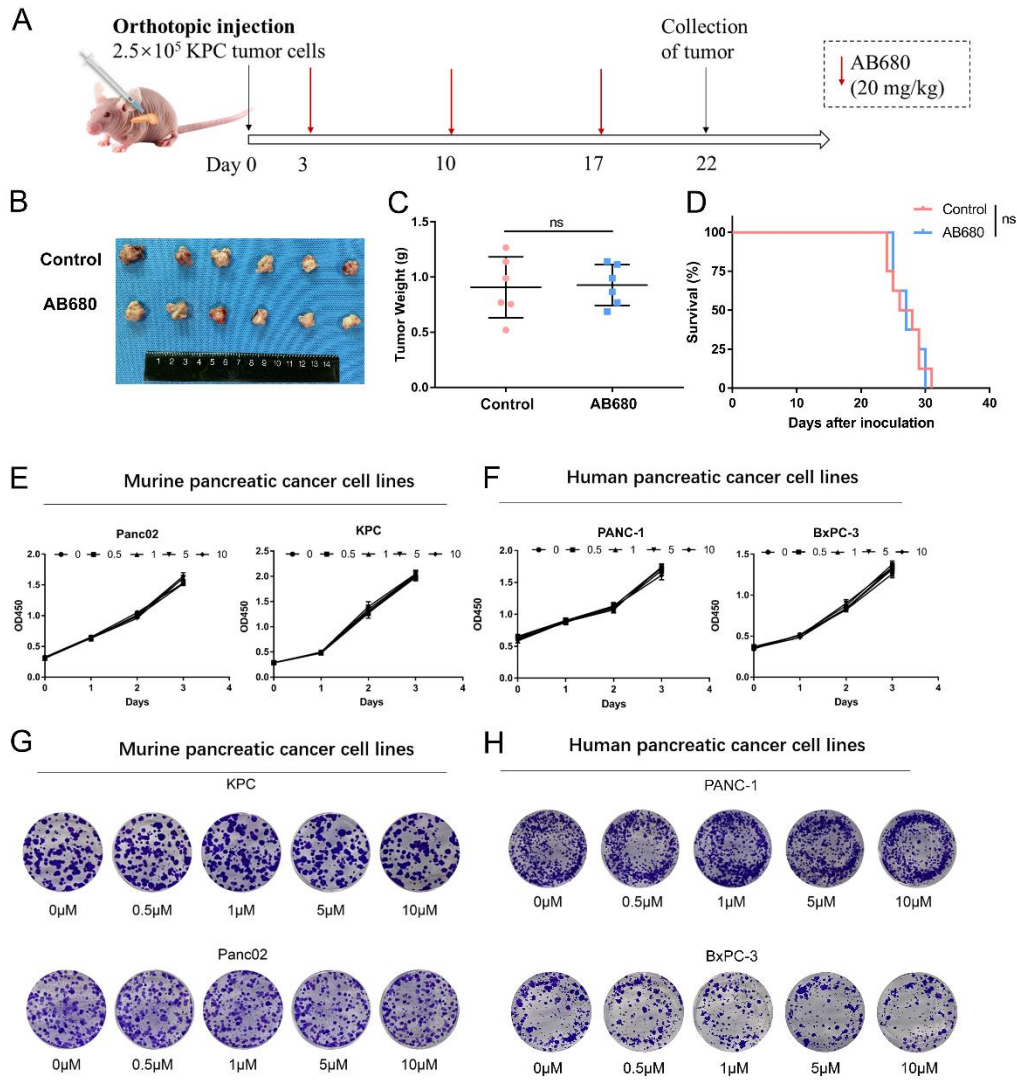 A
Orthotopic injection
2.5×10⁵ KPC tumor cells
Collection
of tumor
AB680
(20 mg/kg)
Day 0 3 10 17 22
B
Control
AB680
1 2 3 4 5 6 7 8 9 10 11 12 13 14
C
ns
Tumor Weight (g)
1.5
1.0
0.5
0.0
Control AB680
D
Control
AB680
ns
Survival (%)
100
75
50
25
0
0 10 20 30 40
Days after inoculation
E
Murine pancreatic cancer cell lines
Panc02
0 0.5 1 5 10
OD450
2.0
1.5
1.0
0.5
0.0
0 1 2 3 4
Days
KPC
0 0.5 1 5 10
OD450
2.5
2.0
1.5
1.0
0.5
0.0
0 1 2 3 4
Days
F
Human pancreatic cancer cell lines
PANC-1
0 0.5 1 5 10
OD450
2.0
1.5
1.0
0.5
0.0
0 1 2 3 4
Days
BxPC-3
0 0.5 1 5 10
OD450
1.5
1.0
0.5
0.0
0 1 2 3 4
Days
G
Murine pancreatic cancer cell lines
KPC
0μM 0.5μM 1μM 5μM 10μM
Panc02
0μM 0.5μM 1μM 5μM 10μM
H
Human pancreatic cancer cell lines
PANC-1
0μM 0.5μM 1μM 5μM 10μM
BxPC-3
0μM 0.5μM 1μM 5μM 10μM